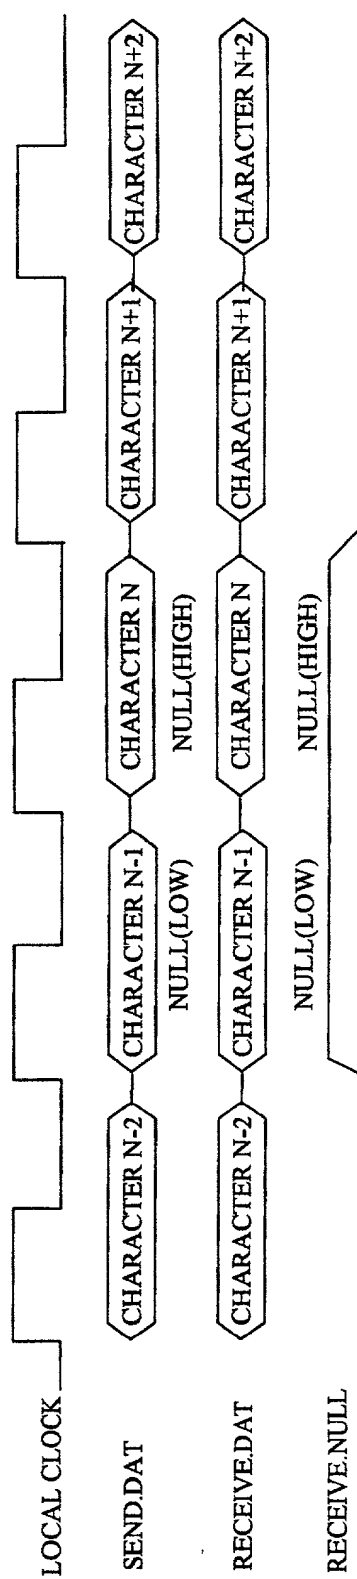 LOCAL CLOCK
SEND.DAT
CHARACTER N-2
CHARACTER N-1
CHARACTER N
CHARACTER N+1
CHARACTER N+2
NULL(LOW)
NULL(HIGH)
RECEIVE.DAT
CHARACTER N-2
CHARACTER N-1
CHARACTER N
CHARACTER N+1
CHARACTER N+2
RECEIVE.NULL
NULL(LOW)
NULL(HIGH)